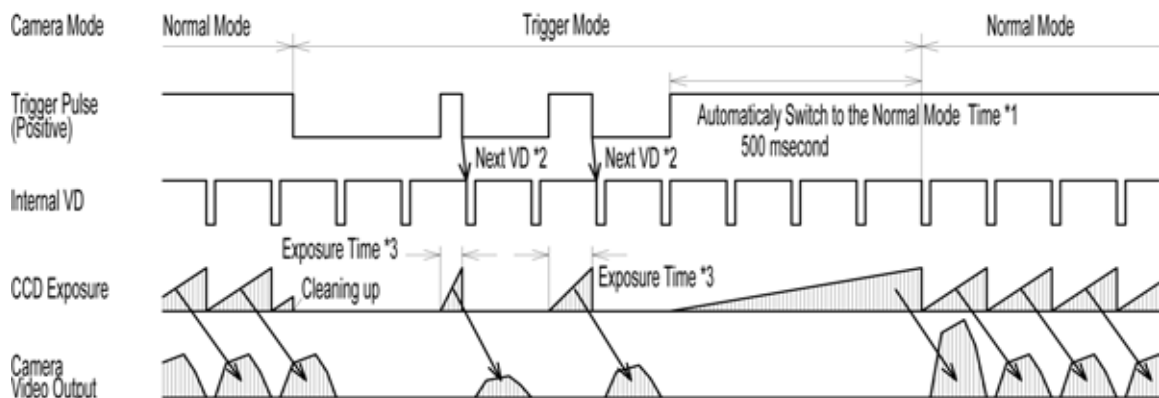 Camera Mode
Normal Mode
Trigger Mode
Normal Mode
Trigger Pulse
(Positive)
Automaticaly Switch to the Normal Mode Time *1
500 msecond
Next VD *2
Next VD *2
Internal VD
Exposure Time *3
Exposure Time *3
CCD Exposure
Cleaning up
Camera
Video Output